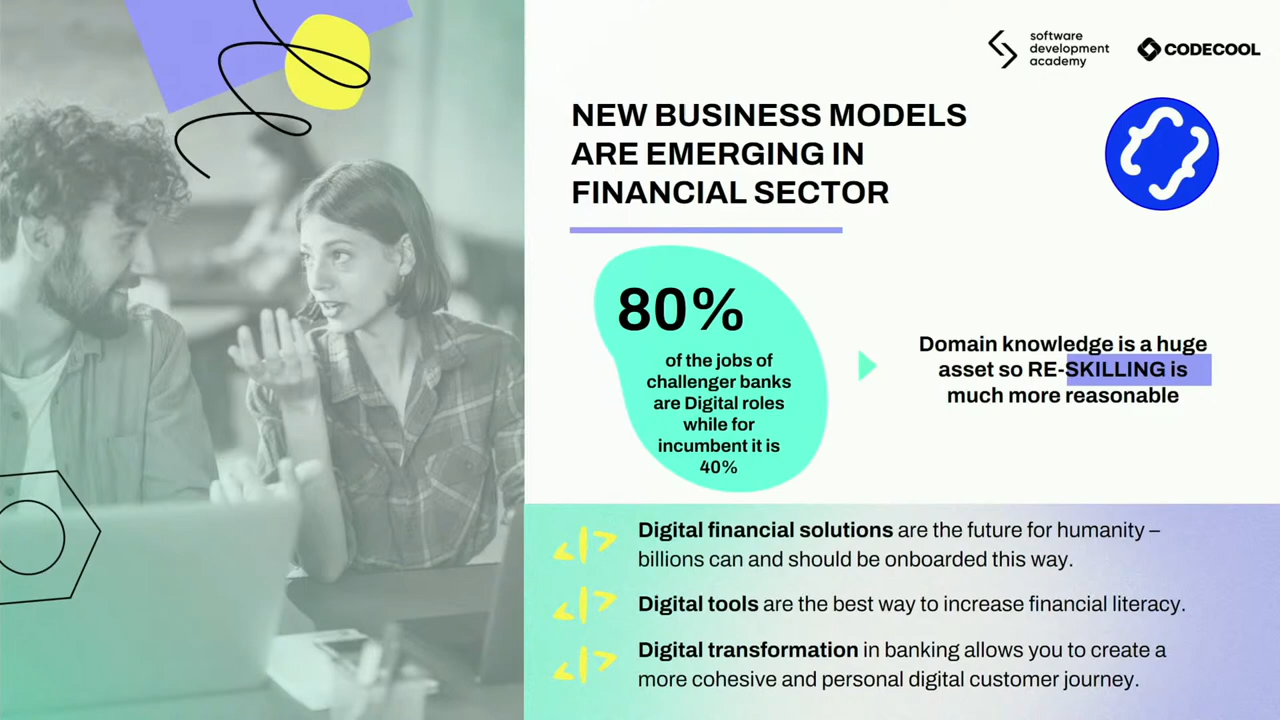 software
development
academy
CODECOOL
NEW BUSINESS MODELS
ARE EMERGING IN
FINANCIAL SECTOR
80%
of the jobs of
challenger banks
are Digital roles
while for
incumbent it is
40%
Domain knowledge is a huge
asset so RE-SKILLING is
much more reasonable
Digital financial solutions are the future for humanity –
billions can and should be onboarded this way.
Digital tools are the best way to increase financial literacy.
Digital transformation in banking allows you to create a
more cohesive and personal digital customer journey.